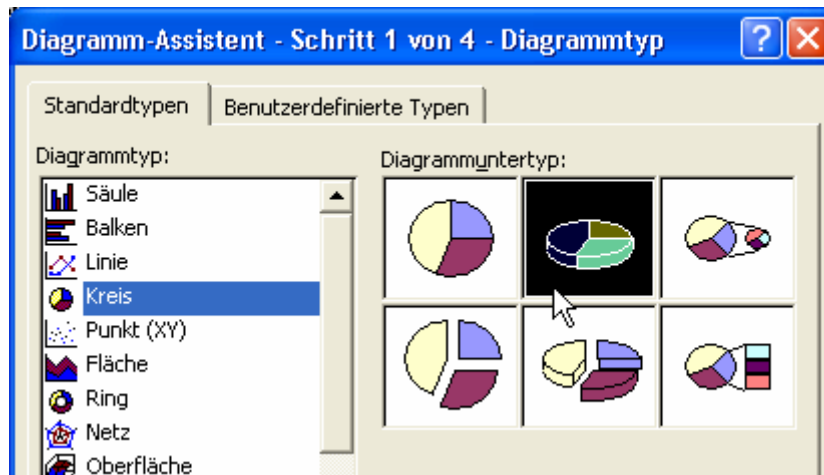 Diagramm-Assistent - Schritt 1 von 4 - Diagrammtyp
Standardtypen
Benutzerdefinierte Typen
Diagrammtyp:
Säule
Balken
Linie
Kreis
Punkt (XY)
Fläche
Ring
Netz
Oberfläche
Diagrammuntertyp: